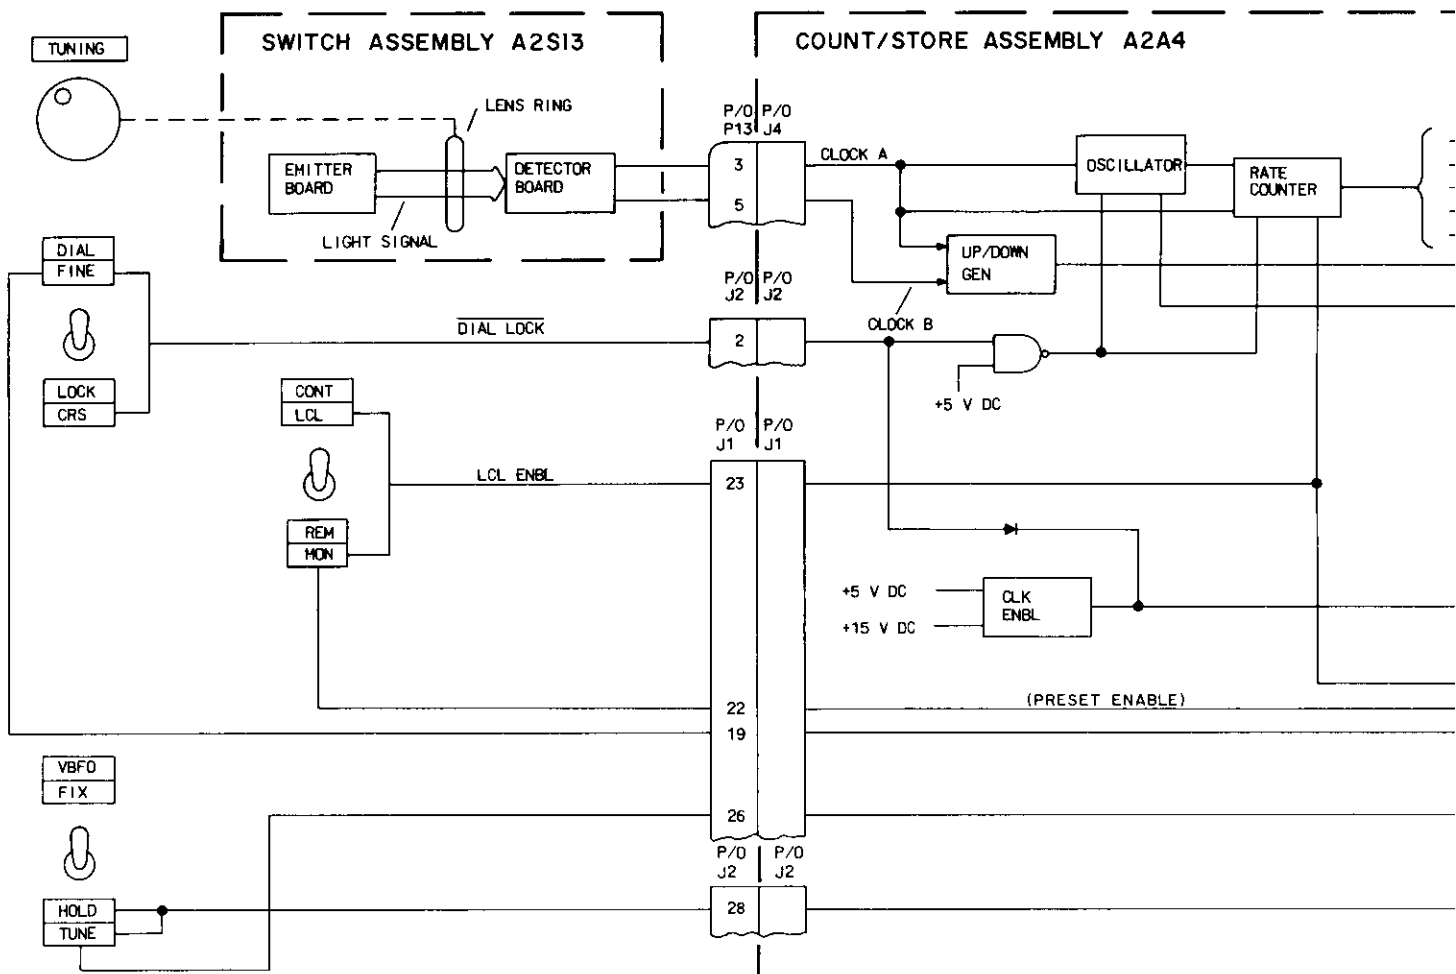 SWITCH ASSEMBLY A2S13
COUNT/STORE ASSEMBLY A2A4
TUNING
LENS RING
P/O P/O
P13 J4
EMITTER
BOARD
DETECTOR
BOARD
LIGHT SIGNAL
3
5
CLOCK A
OSCILLATOR
RATE
COUNTER
UP/DOWN
GEN
CLOCK B
DIAL
FINE
P/O P/O
J2 J2
DIAL LOCK
2
+5 V DC
LOCK
CRS
CONT
LCL
P/O P/O
J1 J1
LCL ENBL
23
REM
MON
+5 V DC
+15 V DC
CLK
ENBL
22
(PRESET ENABLE)
19
VBFO
FIX
26
P/O P/O
J2 J2
HOLD
TUNE
28